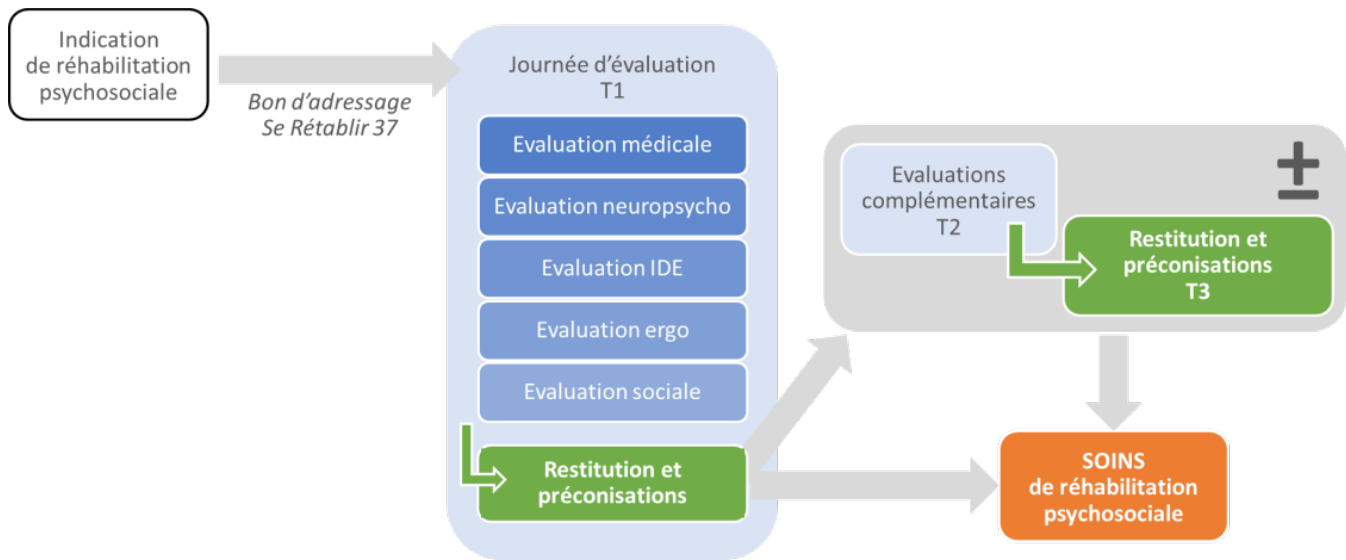 Indication
de réhabilitation
psychosociale
Bon d'adressage
Se Rétablir 37
Journée d'évaluation
T1
Evaluation médicale
Evaluation neuropsycho
Evaluation IDE
Evaluation ergo
Evaluation sociale
Restitution et
préconisations
Evaluations
complémentaires
T2
±
Restitution et
préconisations
T3
SOINS
de réhabilitation
psychosociale